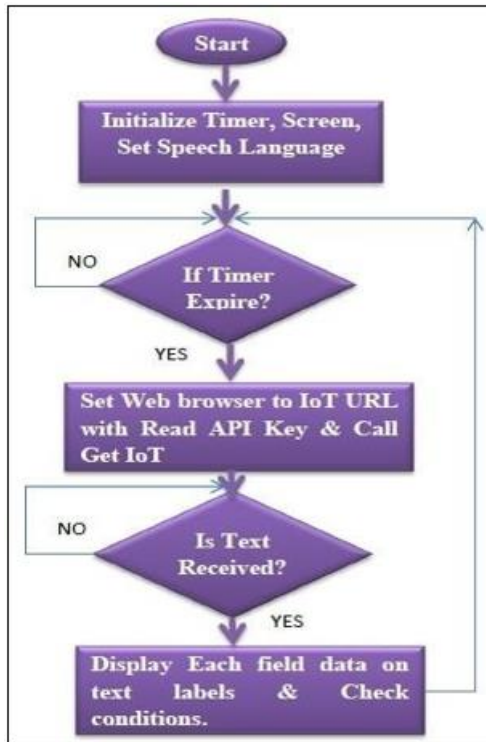 Start
Initialize Timer, Screen,
Set Speech Language
NO
If Timer
Expire?
YES
Set Web browser to IoT URL
with Read API Key & Call
Get IoT
NO
Is Text
Received?
YES
Display Each field data on
text labels & Check
conditions.